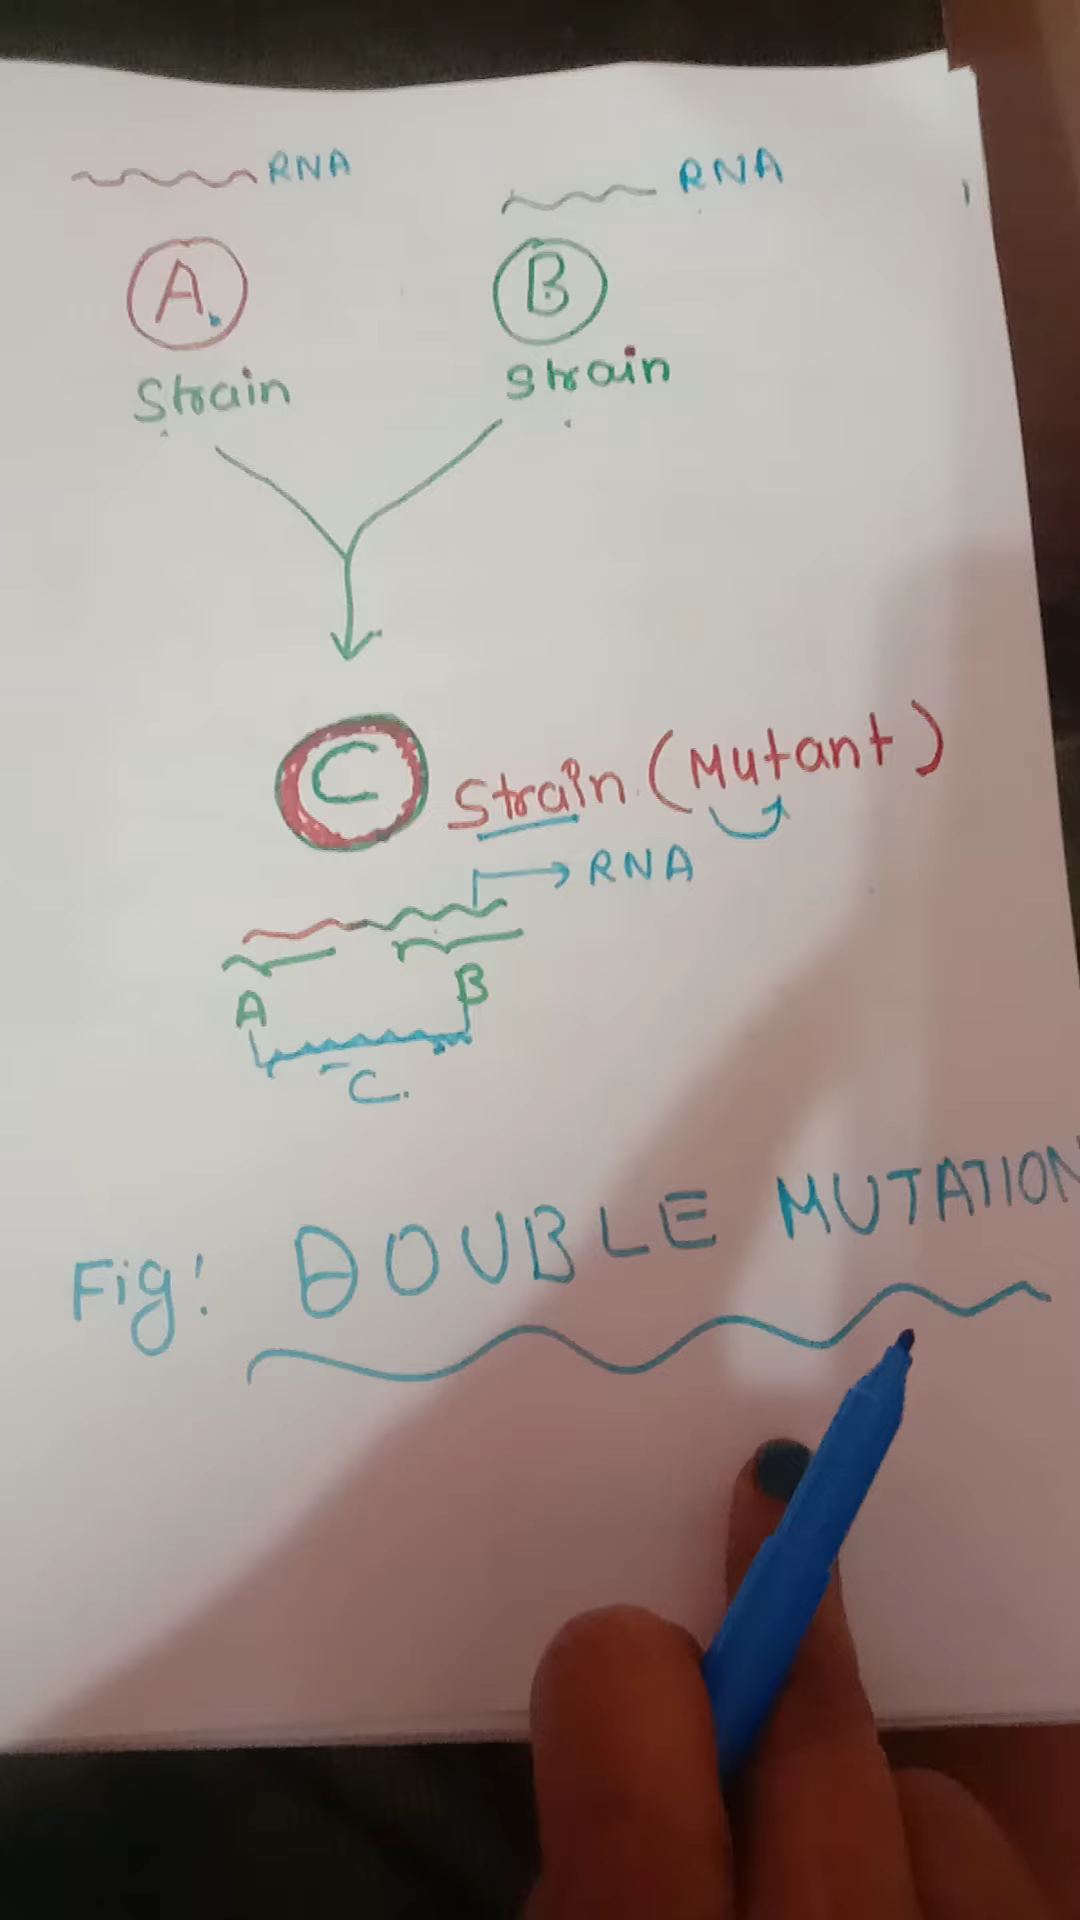 RNA RNA
A B
Strain Strain
C Strain (Mutant)
RNA
A B
C.
Fig: DOUBLE MUTATION